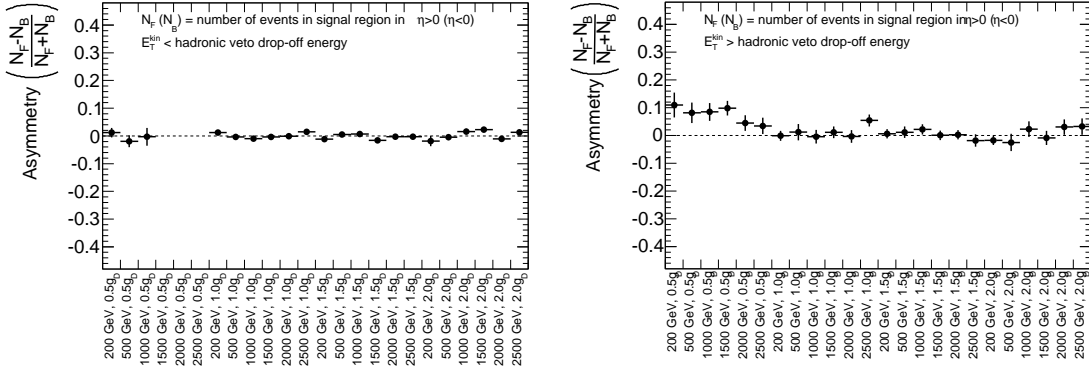 Asymmetry (N_F-N_B / N_F+N_B)
0.4
0.3
0.2
0.1
0
-0.1
-0.2
-0.3
-0.4
N_F (N_B) = number of events in signal region in η>0 (η<0)
E_T^kin < hadronic veto drop-off energy
200 GeV, 0.5g_D
500 GeV, 0.5g_D
1000 GeV, 0.5g_D
1500 GeV, 0.5g_D
2000 GeV, 0.5g_D
2500 GeV, 0.5g_D
200 GeV, 1.0g_D
500 GeV, 1.0g_D
1000 GeV, 1.0g_D
1500 GeV, 1.0g_D
2000 GeV, 1.0g_D
2500 GeV, 1.0g_D
200 GeV, 1.5g_D
500 GeV, 1.5g_D
1000 GeV, 1.5g_D
1500 GeV, 1.5g_D
2000 GeV, 1.5g_D
2500 GeV, 1.5g_D
200 GeV, 2.0g_D
500 GeV, 2.0g_D
1000 GeV, 2.0g_D
1500 GeV, 2.0g_D
2000 GeV, 2.0g_D
2500 GeV, 2.0g_D
Asymmetry (N_F-N_B / N_F+N_B)
0.4
0.3
0.2
0.1
0
-0.1
-0.2
-0.3
-0.4
N_F (N_B) = number of events in signal region in η>0 (η<0)
E_T^kin > hadronic veto drop-off energy
200 GeV, 0.5g_D
500 GeV, 0.5g_D
1000 GeV, 0.5g_D
1500 GeV, 0.5g_D
2000 GeV, 0.5g_D
2500 GeV, 0.5g_D
200 GeV, 1.0g_D
500 GeV, 1.0g_D
1000 GeV, 1.0g_D
1500 GeV, 1.0g_D
2000 GeV, 1.0g_D
2500 GeV, 1.0g_D
200 GeV, 1.5g_D
500 GeV, 1.5g_D
1000 GeV, 1.5g_D
1500 GeV, 1.5g_D
2000 GeV, 1.5g_D
2500 GeV, 1.5g_D
200 GeV, 2.0g_D
500 GeV, 2.0g_D
1000 GeV, 2.0g_D
1500 GeV, 2.0g_D
2000 GeV, 2.0g_D
2500 GeV, 2.0g_D